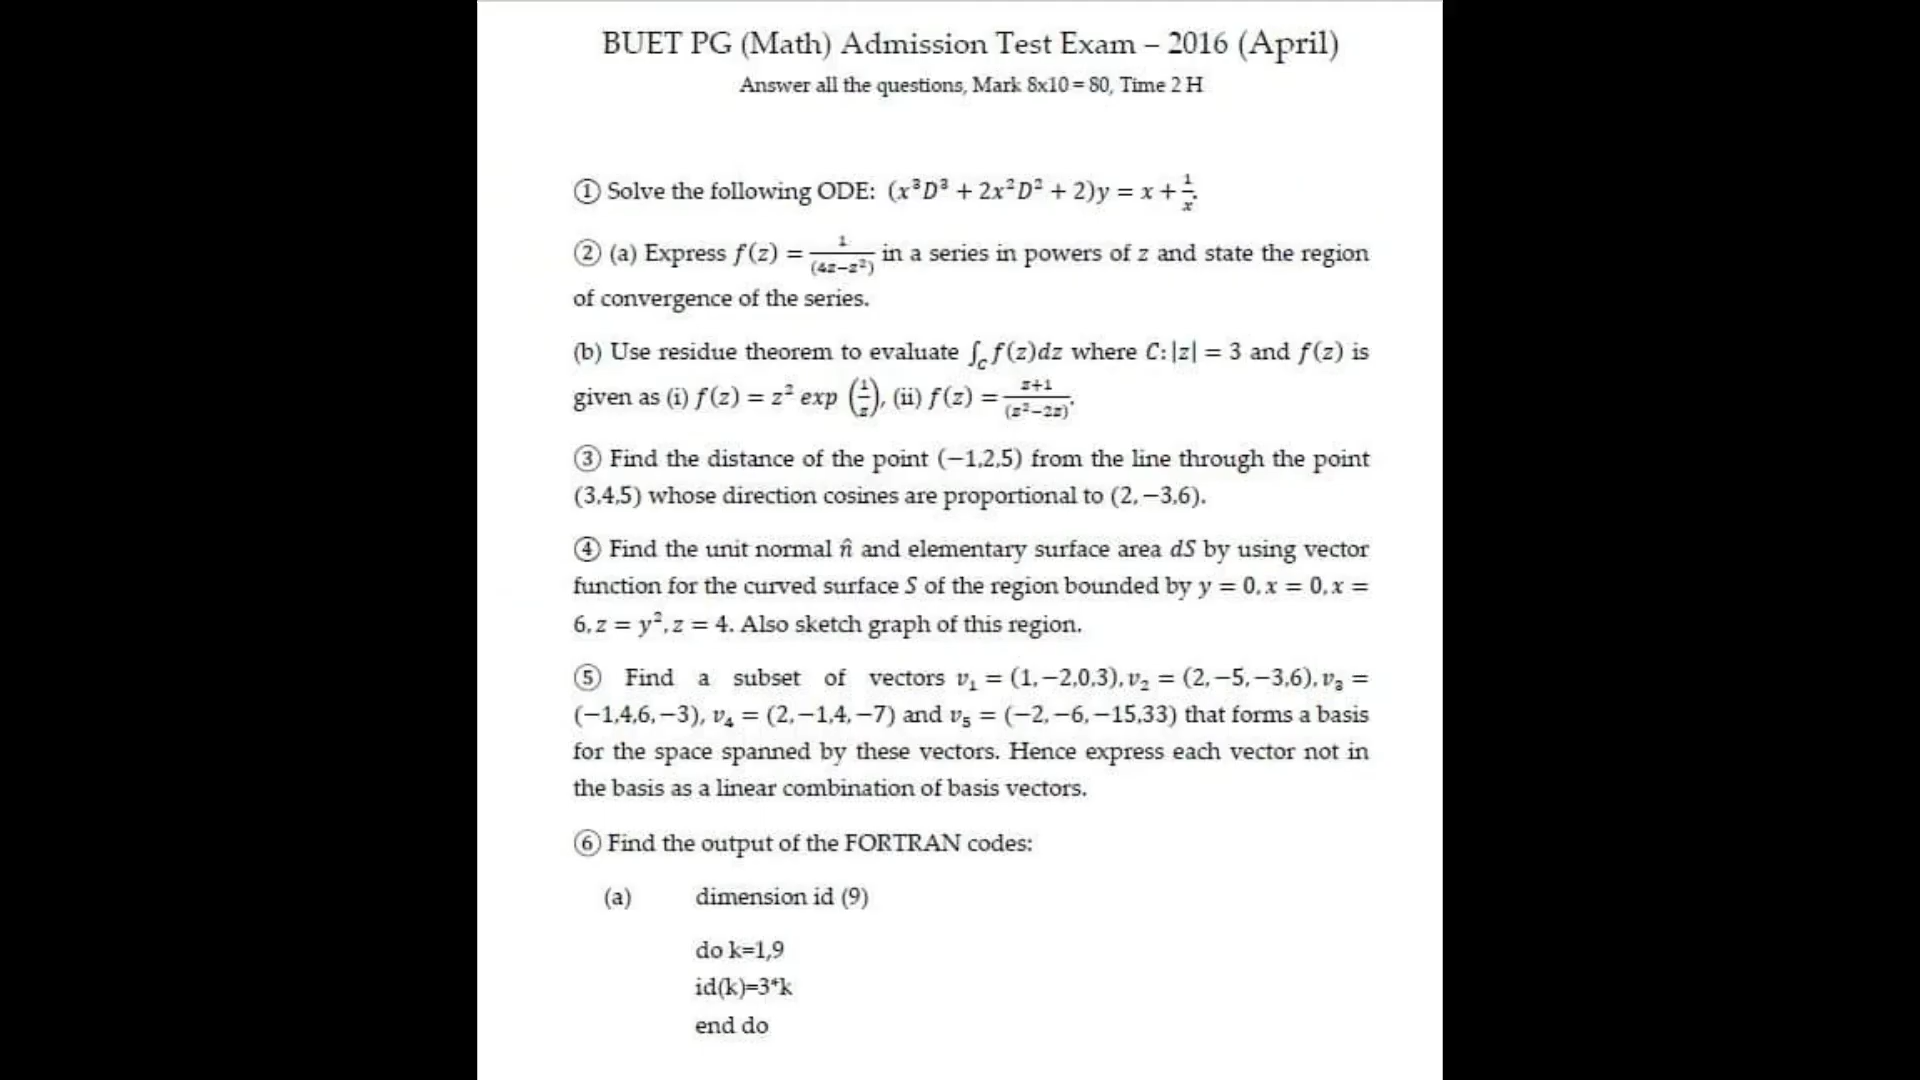 BUET PG (Math) Admission Test Exam – 2016 (April)
Answer all the questions, Mark 8x10 = 80, Time 2 H
① Solve the following ODE: (x³D³ + 2x²D² + 2)y = x + 1/x.
② (a) Express f(z) = 1/(4z−z²) in a series in powers of z and state the region
of convergence of the series.
(b) Use residue theorem to evaluate ∫_C f(z)dz where C: |z| = 3 and f(z) is
given as (i) f(z) = z² exp (1/z), (ii) f(z) = z+1/(z²−2z).
③ Find the distance of the point (−1,2,5) from the line through the point
(3,4,5) whose direction cosines are proportional to (2, −3,6).
④ Find the unit normal n̂ and elementary surface area dS by using vector
function for the curved surface S of the region bounded by y = 0, x = 0, x =
6, z = y², z = 4. Also sketch graph of this region.
⑤ Find a subset of vectors v₁ = (1, −2,0,3), v₂ = (2, −5, −3,6), v₃ =
(−1,4,6, −3), v₄ = (2, −1,4, −7) and v₅ = (−2, −6, −15,33) that forms a basis
for the space spanned by these vectors. Hence express each vector not in
the basis as a linear combination of basis vectors.
⑥ Find the output of the FORTRAN codes:
(a) dimension id (9)
do k=1,9
id(k)=3*k
end do